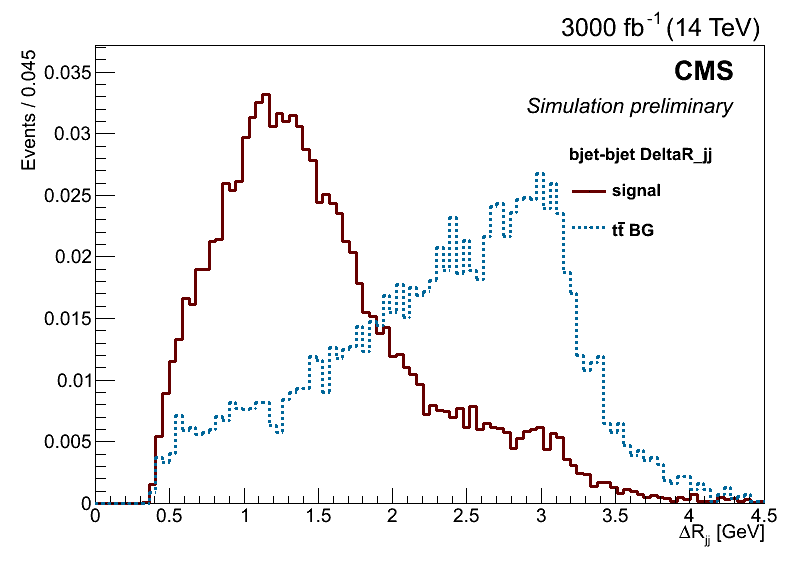 3000 fb⁻¹ (14 TeV)
CMS
Simulation preliminary
bjet-bjet DeltaR_jj
signal
tt̄ BG
Events / 0.045
0.035
0.03
0.025
0.02
0.015
0.01
0.005
0
0 0.5 1 1.5 2 2.5 3 3.5 4 4.5
ΔR_jj [GeV]